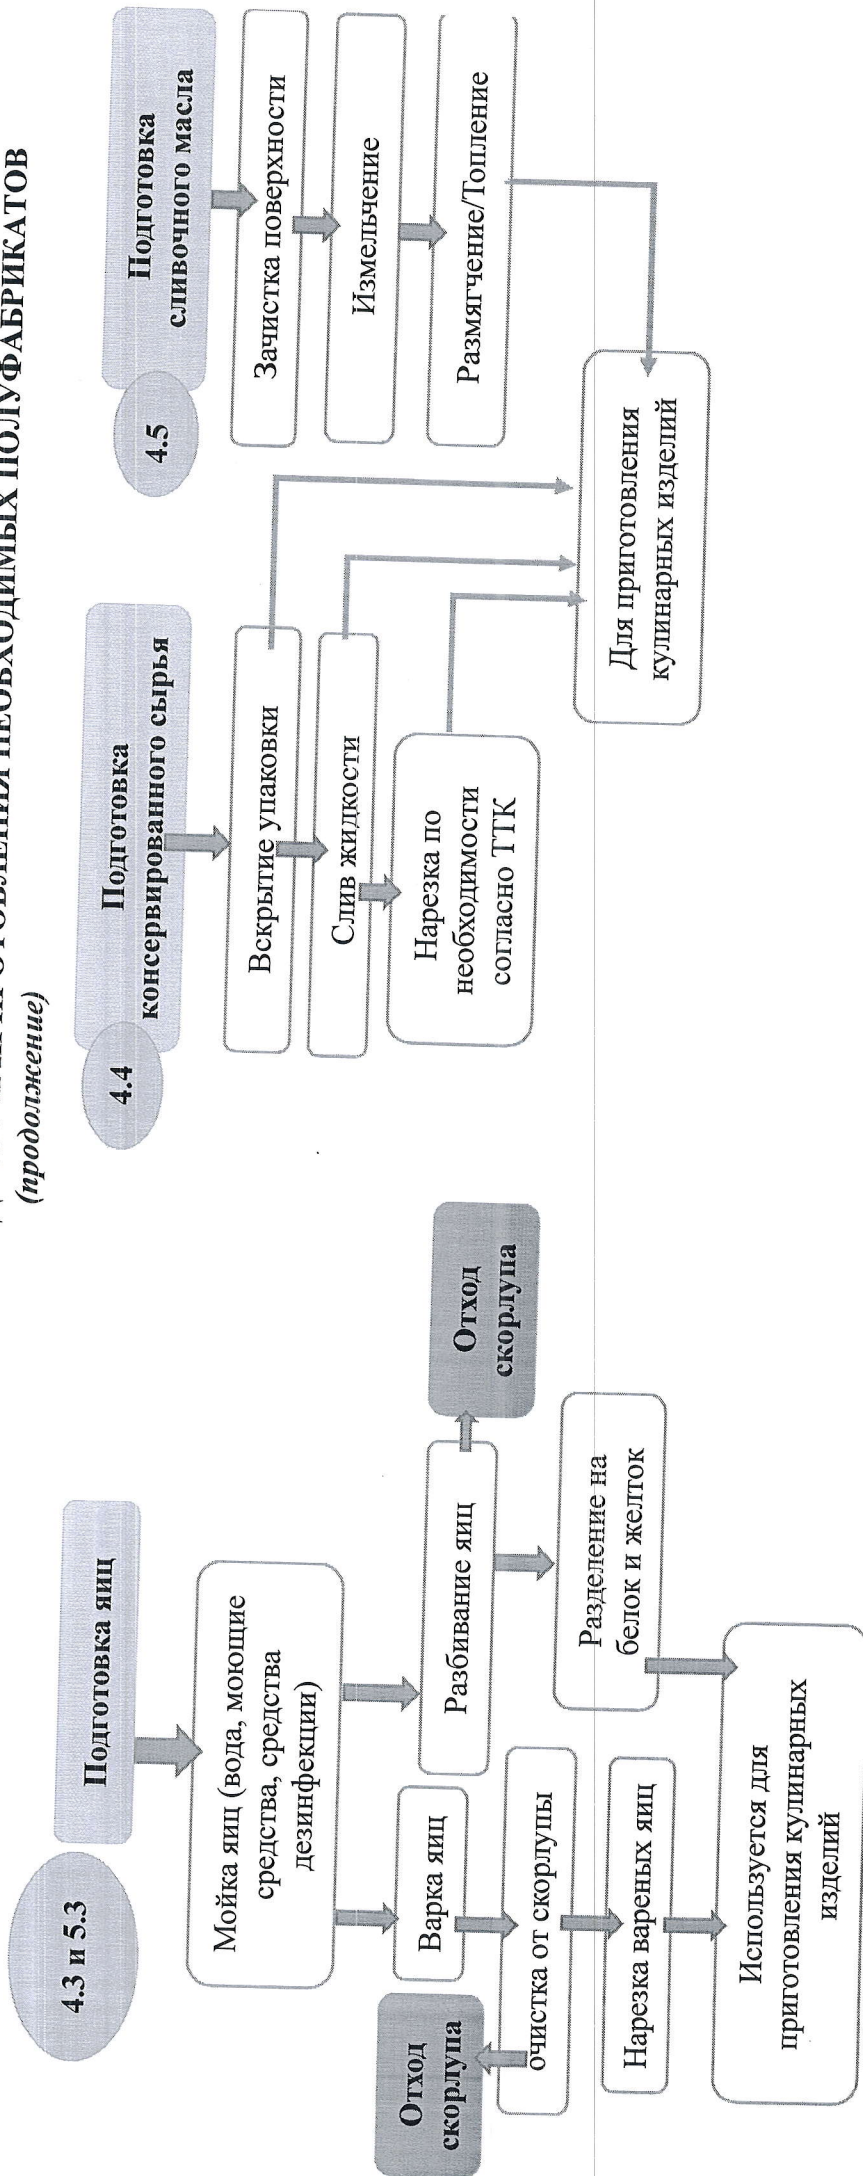 НЕОБХОДИМЫХ ПОЛУФАБРИКАТОВ
(продолжение)
4.3 и 5.3
Подготовка яиц
Мойка яиц (вода, моющие
средства, средства
дезинфекции)
Варка яиц
Разбивание яиц
Отход
скорлупа
Отход
скорлупа
очистка от скорлупы
Разделение на
белок и желток
Нарезка вареных яиц
Используется для
приготовления кулинарных
изделий
4.4
Подготовка
консервированного сырья
Вскрытие упаковки
Слив жидкости
Нарезка по
необходимости
согласно ТТК
4.5
Подготовка
сливочного масла
Зачистка поверхности
Измельчение
Размягчение/Топление
Для приготовления
кулинарных изделий